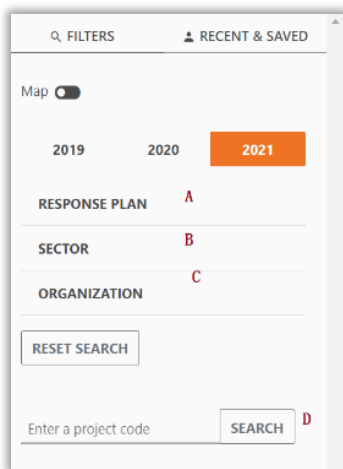 FILTERS RECENT & SAVED
Map
2019 2020 2021
RESPONSE PLAN A
SECTOR B
C
ORGANIZATION
RESET SEARCH
Enter a project code SEARCH D